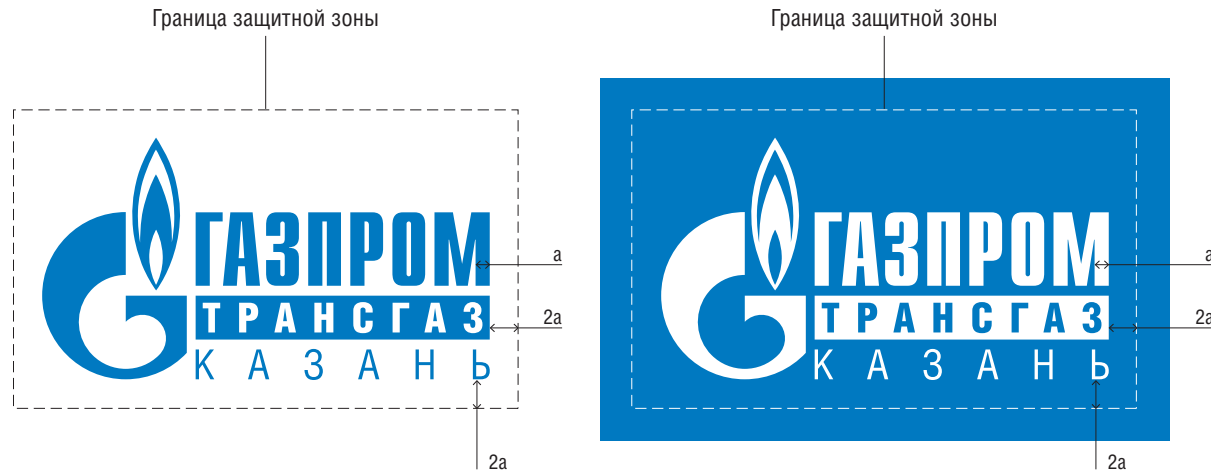 Граница защитной зоны
ГАЗПРОМ
ТРАНСГАЗ
КАЗАНЬ
a
2a
2a
Граница защитной зоны
ГАЗПРОМ
ТРАНСГАЗ
КАЗАНЬ
a
2a
2a